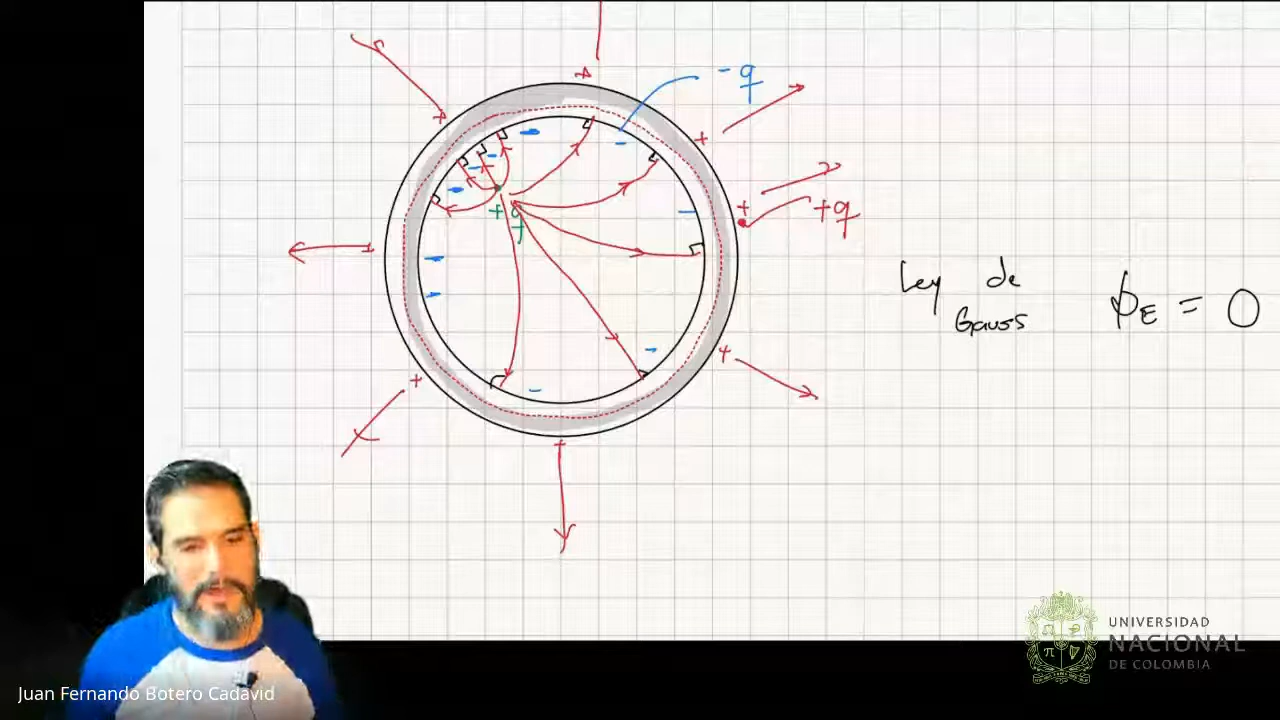 -q
+q
+q
Ley de
Gauss
ϕE = 0
Juan Fernando Botero Cadavid
UNIVERSIDAD
NACIONAL
DE COLOMBIA